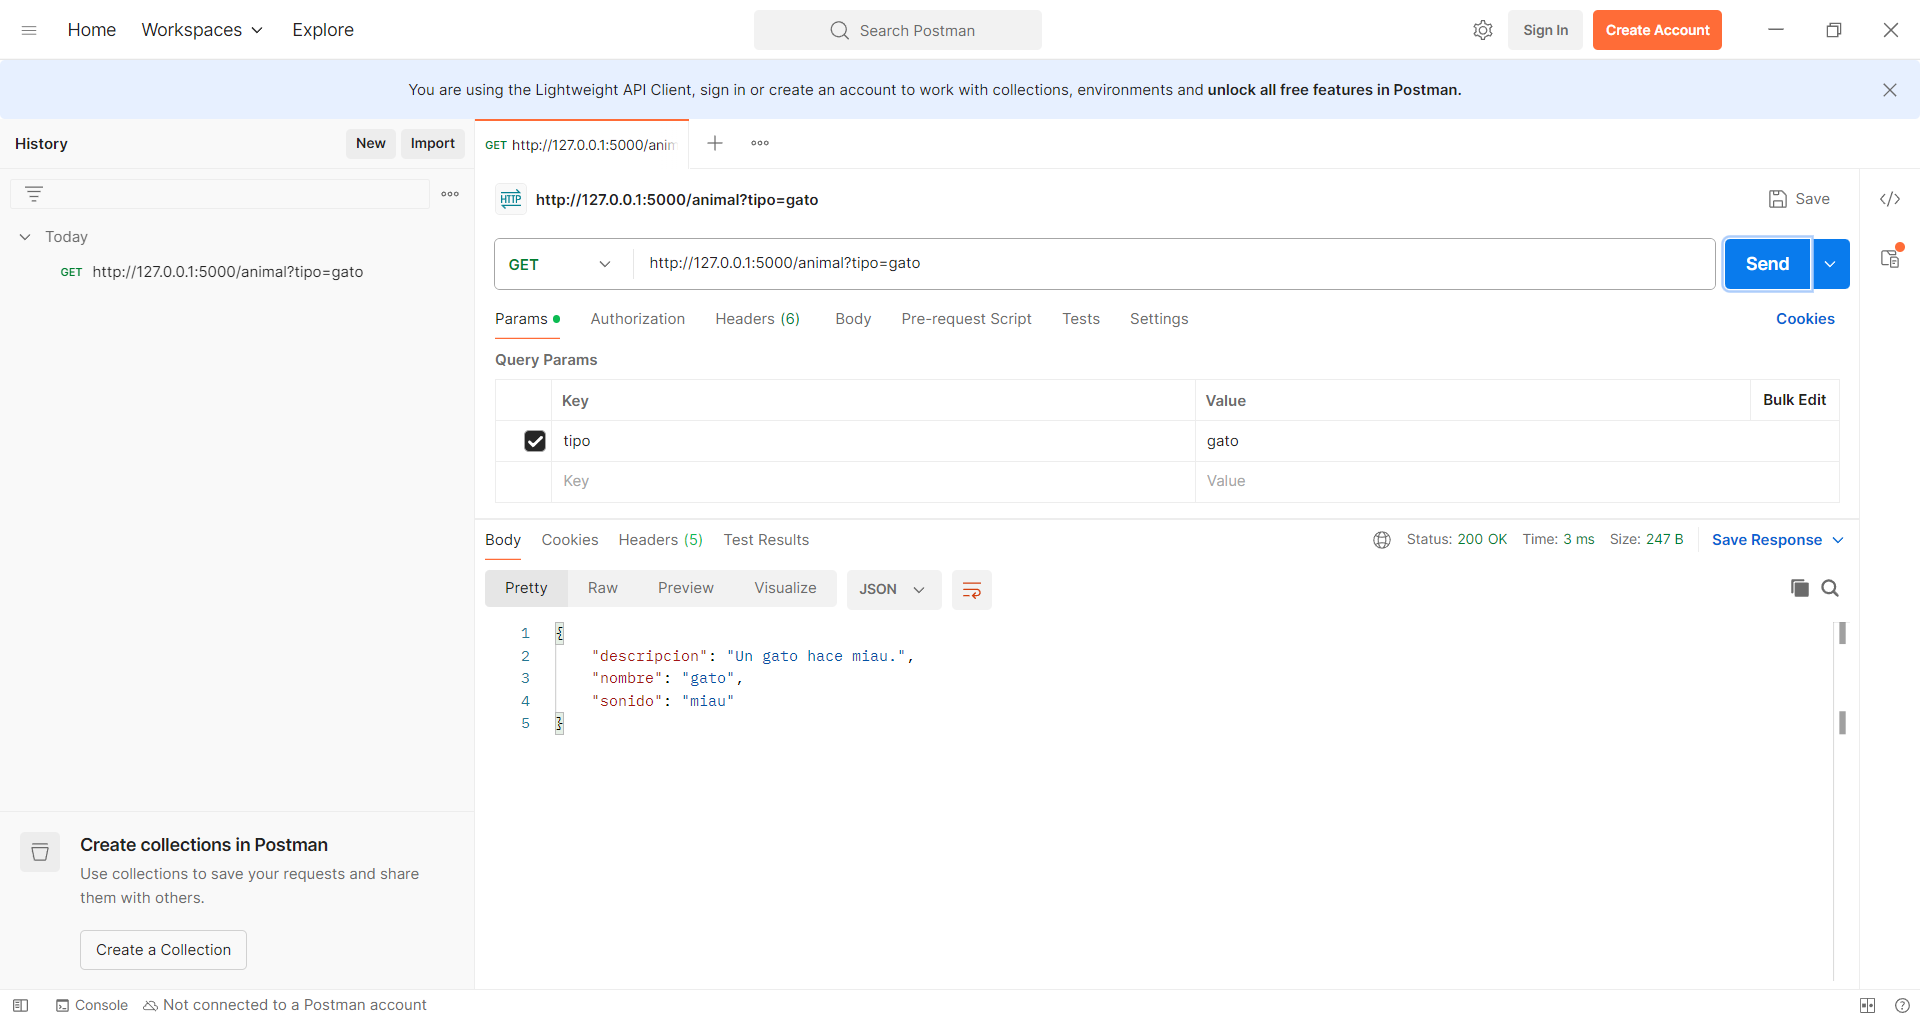 Home Workspaces Explore Search Postman Sign In Create Account
You are using the Lightweight API Client, sign in or create an account to work with collections, environments and unlock all free features in Postman.
History New Import
GET http://127.0.0.1:5000/anim
Today
GET http://127.0.0.1:5000/animal?tipo=gato
HTTP http://127.0.0.1:5000/animal?tipo=gato Save
GET http://127.0.0.1:5000/animal?tipo=gato Send
Params Authorization Headers (6) Body Pre-request Script Tests Settings Cookies
Query Params
Key Value Bulk Edit
tipo gato
Key Value
Body Cookies Headers (5) Test Results Status: 200 OK Time: 3 ms Size: 247 B Save Response
Pretty Raw Preview Visualize JSON
1 {
2 "descripcion": "Un gato hace miau.",
3 "nombre": "gato",
4 "sonido": "miau"
5 }
Create collections in Postman
Use collections to save your requests and share
them with others.
Create a Collection
Console Not connected to a Postman account